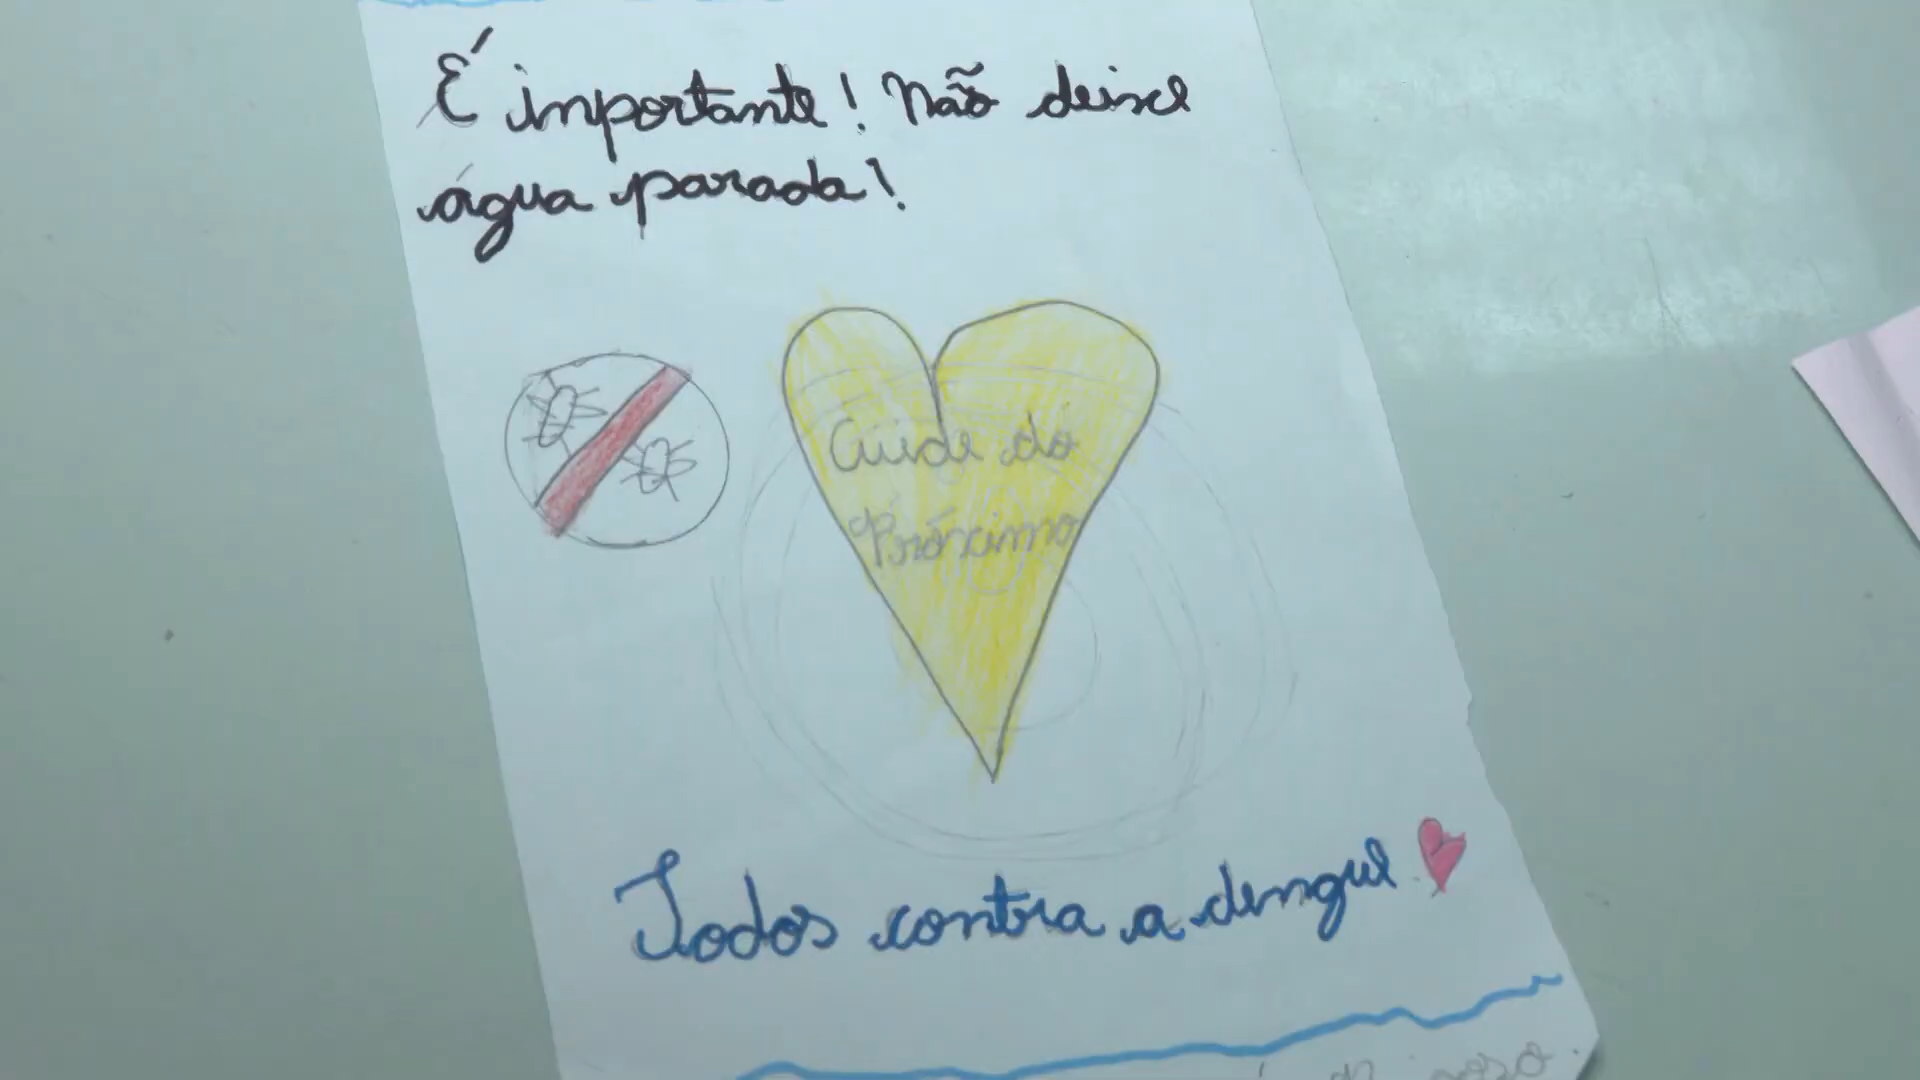 É importante! Não deixe
água parada!
Cuide do
Próximo
Todos contra a dengue